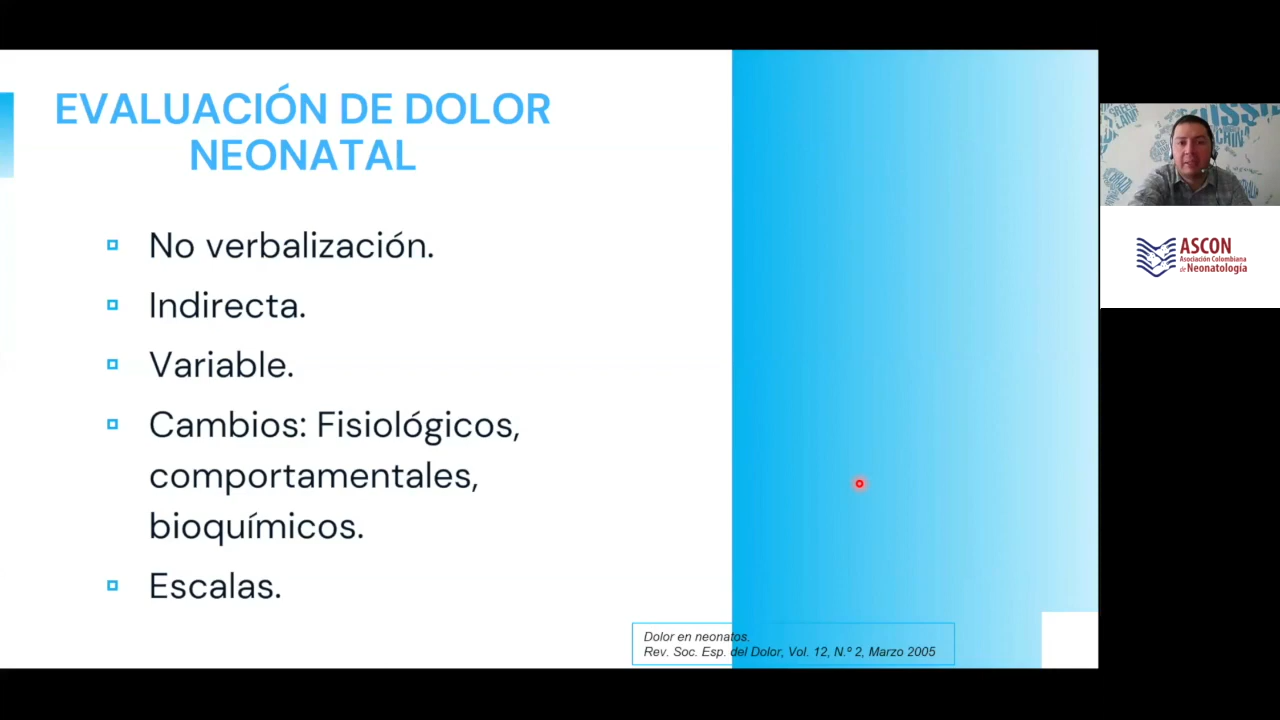 EVALUACIÓN DE DOLOR
NEONATAL
No verbalización.
Indirecta.
Variable.
Cambios: Fisiológicos,
comportamentales,
bioquímicos.
Escalas.
Dolor en neonatos.
Rev. Soc. Esp. del Dolor, Vol. 12, N.º 2, Marzo 2005
ASCON
Asociación Colombiana
de Neonatología